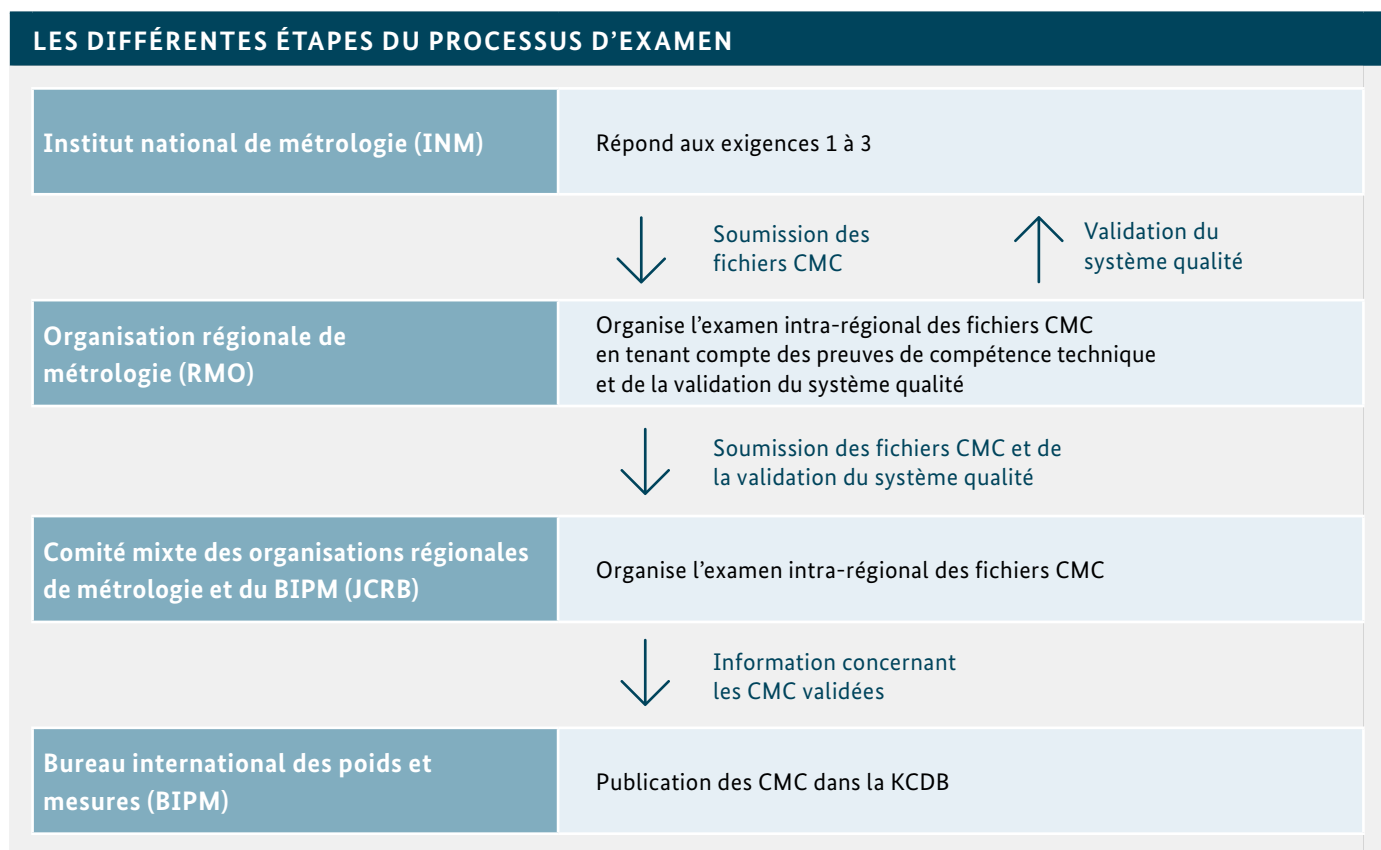 LES DIFFÉRENTES ÉTAPES DU PROCESSUS D’EXAMEN
Institut national de métrologie (INM)
Répond aux exigences 1 à 3
Soumission des
fichiers CMC
Validation du
système qualité
Organisation régionale de
métrologie (RMO)
Organise l’examen intra-régional des fichiers CMC
en tenant compte des preuves de compétence technique
et de la validation du système qualité
Soumission des fichiers CMC et de
la validation du système qualité
Comité mixte des organisations régionales
de métrologie et du BIPM (JCRB)
Organise l’examen intra-régional des fichiers CMC
Information concernant
les CMC validées
Bureau international des poids et
mesures (BIPM)
Publication des CMC dans la KCDB